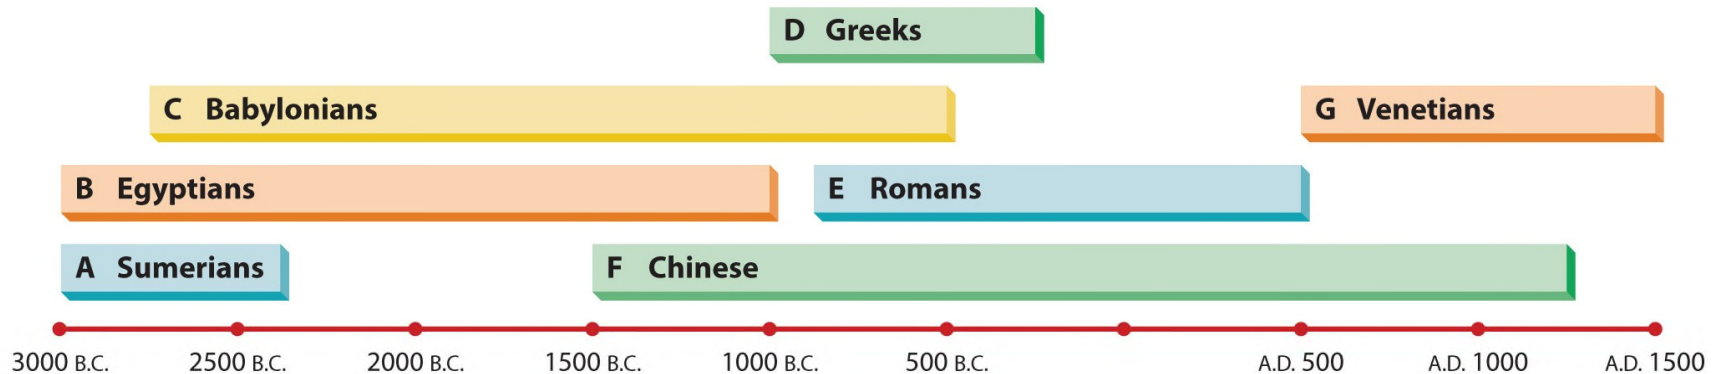 D Greeks
C Babylonians
G Venetians
B Egyptians
E Romans
A Sumerians
F Chinese
3000 B.C.
2500 B.C.
2000 B.C.
1500 B.C.
1000 B.C.
500 B.C.
A.D. 500
A.D. 1000
A.D. 1500